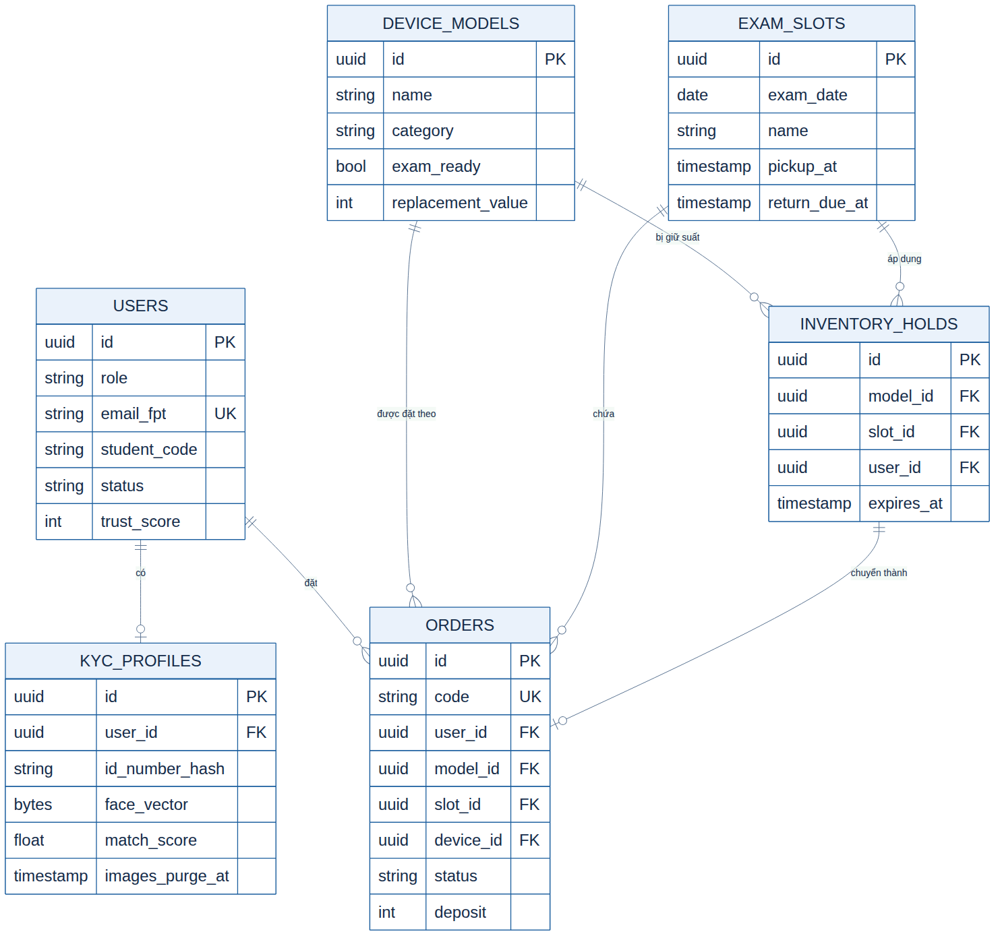 DEVICE_MODELS
uuid id PK
string name
string category
bool exam_ready
int replacement_value
EXAM_SLOTS
uuid id PK
date exam_date
string name
timestamp pickup_at
timestamp return_due_at
bị giữ suất
áp dụng
USERS
uuid id PK
string role
string email_fpt UK
string student_code
string status
int trust_score
INVENTORY_HOLDS
uuid id PK
uuid model_id FK
uuid slot_id FK
uuid user_id FK
timestamp expires_at
được đặt theo
chứa
có
đặt
chuyển thành
KYC_PROFILES
uuid id PK
uuid user_id FK
string id_number_hash
bytes face_vector
float match_score
timestamp images_purge_at
ORDERS
uuid id PK
string code UK
uuid user_id FK
uuid model_id FK
uuid slot_id FK
uuid device_id FK
string status
int deposit